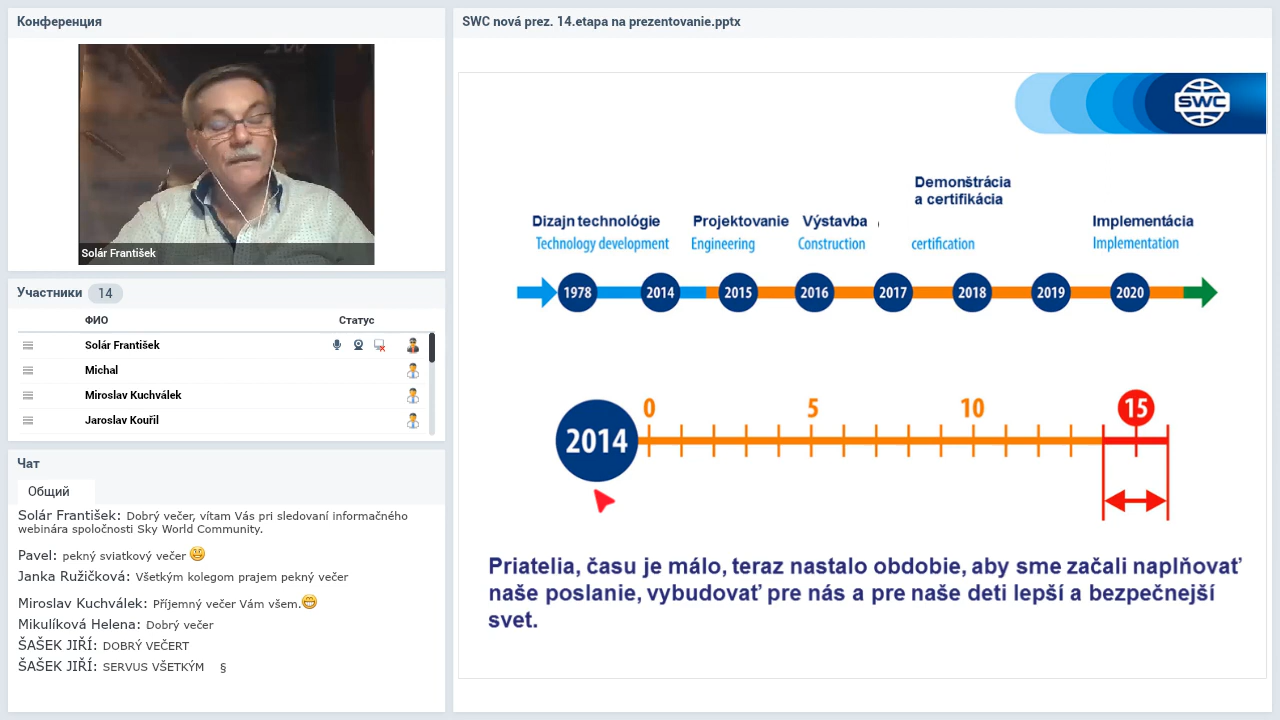 Конференция
Solár František
Участники 14
ФИО Статус
Solár František
Michal
Miroslav Kuchválek
Jaroslav Kouřil
Чат
Общий
Solár František: Dobrý večer, vítam Vás pri sledovaní informačného
webinára spoločnosti Sky World Community.
Pavel: pekný sviatkový večer
Janka Ružičková: Všetkým kolegom prajem pekný večer
Miroslav Kuchválek: Příjemný večer Vám všem.
Mikulíková Helena: Dobrý večer
ŠAŠEK JIŘÍ: DOBRÝ VEČERT
ŠAŠEK JIŘÍ: SERVUS VŠETKÝM §
SWC nová prez. 14.etapa na prezentovanie.pptx
SWC
Demonštrácia
a certifikácia
Dizajn technológie Projektovanie Výstavba , Implementácia
Technology development Engineering Construction certification Implementation
1978 2014 2015 2016 2017 2018 2019 2020
0 5 10 15
2014
Priatelia, času je málo, teraz nastalo obdobie, aby sme začali naplňovať
naše poslanie, vybudovať pre nás a pre naše deti lepší a bezpečnejší
svet.